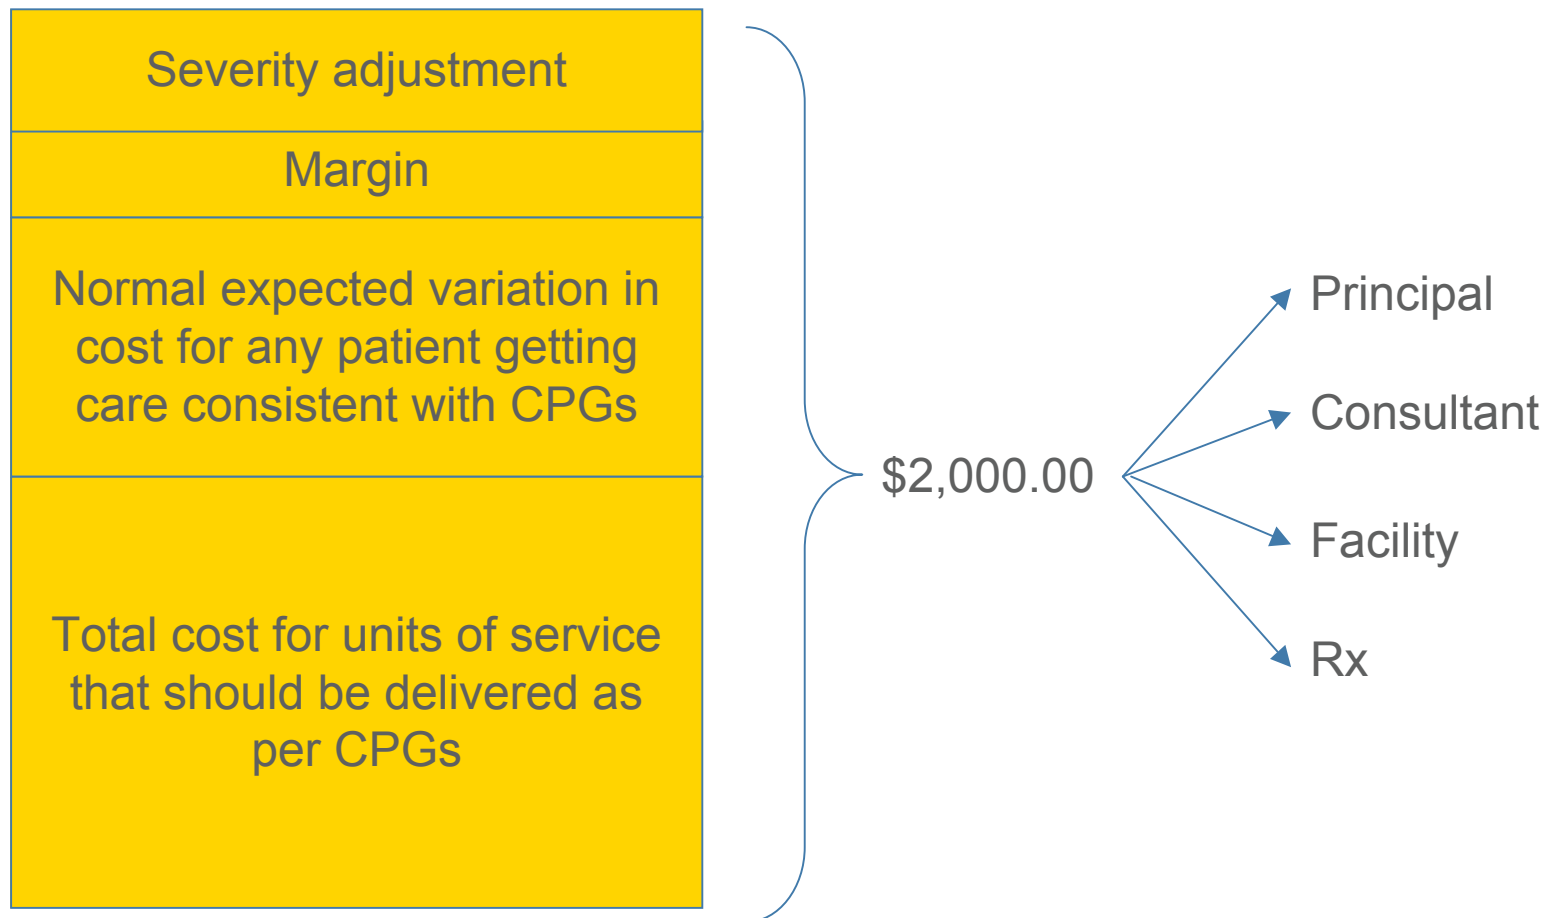 Severity adjustment
Margin
Normal expected variation in
cost for any patient getting
care consistent with CPGs
Total cost for units of service
that should be delivered as
per CPGs
$2,000.00
Principal
Consultant
Facility
Rx